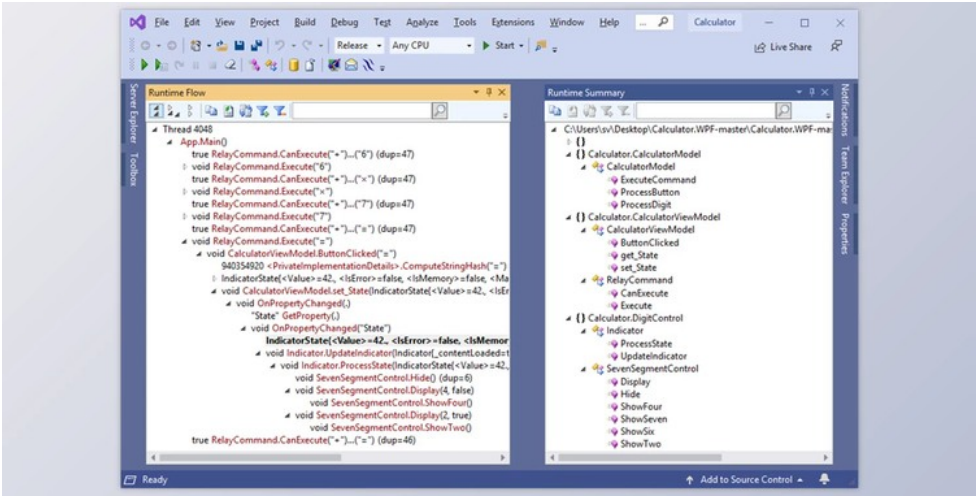 File Edit View Project Build Debug Test Analyze Tools Extensions Window Help ... Calculator
Release Any CPU Start Live Share
Server Explorer
Toolbox
Runtime Flow
Thread 4048
App.Main()
true RelayCommand.CanExecute("+")...("6") (dup=47)
void RelayCommand.Execute("6")
true RelayCommand.CanExecute("+")...("×") (dup=47)
void RelayCommand.Execute("×")
true RelayCommand.CanExecute("+")...("7") (dup=47)
void RelayCommand.Execute("7")
true RelayCommand.CanExecute("+")...("=") (dup=47)
void RelayCommand.Execute("=")
void CalculatorViewModel.ButtonClicked("=")
940354920 <PrivateImplementationDetails>.ComputeStringHash("=")
IndicatorState{<Value>=42., <IsError>=false, <IsMemory>=false, <Ma
void CalculatorViewModel.set_State(IndicatorState{<Value>=42., <IsEr
void OnPropertyChanged(.)
"State" GetProperty(.)
void OnPropertyChanged("State")
IndicatorState{<Value>=42., <IsError>=false, <IsMemor
void Indicator.UpdateIndicator(Indicator{_contentLoaded=t
void Indicator.ProcessState(IndicatorState{<Value>=42.,
void SevenSegmentControl.Hide() (dup=6)
void SevenSegmentControl.Display(4, false)
void SevenSegmentControl.ShowFour()
void SevenSegmentControl.Display(2, true)
void SevenSegmentControl.ShowTwo()
true RelayCommand.CanExecute("+")...("=") (dup=46)
Runtime Summary
C:\Users\sv\Desktop\Calculator.WPF-master\Calculator.WPF-mas
{}
{} Calculator.CalculatorModel
CalculatorModel
ExecuteCommand
ProcessButton
ProcessDigit
{} Calculator.CalculatorViewModel
CalculatorViewModel
ButtonClicked
get_State
set_State
RelayCommand
CanExecute
Execute
{} Calculator.DigitControl
Indicator
ProcessState
UpdateIndicator
SevenSegmentControl
Display
Hide
ShowFour
ShowSeven
ShowSix
ShowTwo
Notifications
Team Explorer
Properties
Ready Add to Source Control